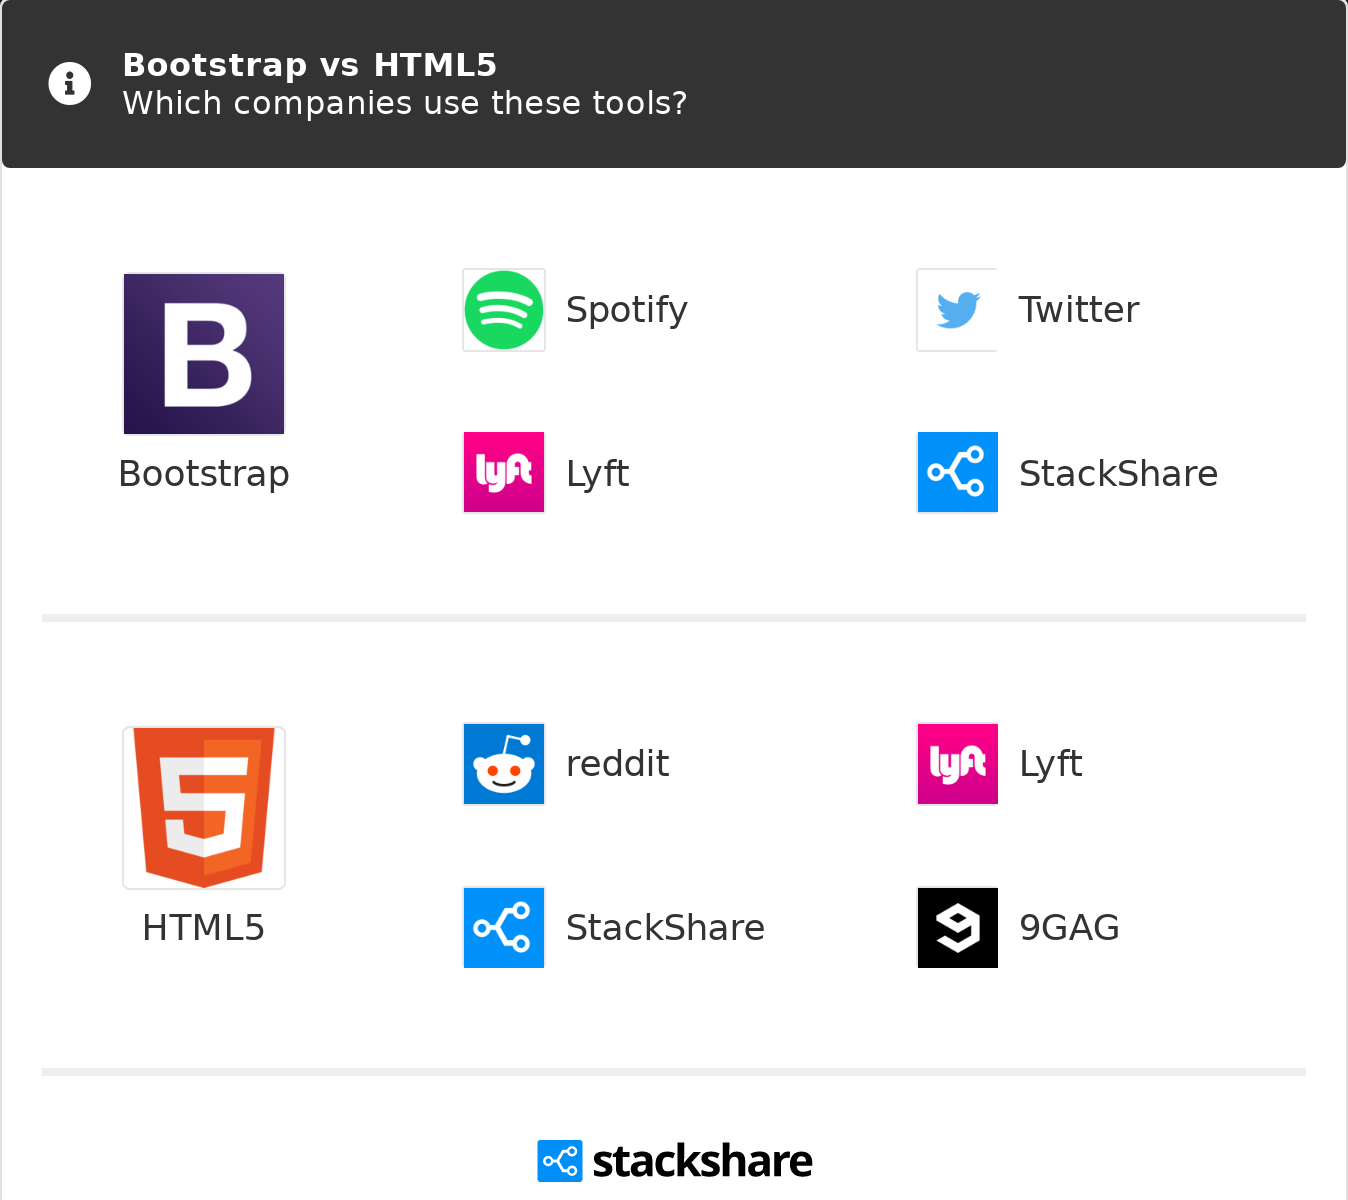 Bootstrap vs HTML5
Which companies use these tools?
B
Spotify
Twitter
Bootstrap
lyft
Lyft
StackShare
5
reddit
lyft
Lyft
HTML5
StackShare
9
9GAG
stackshare